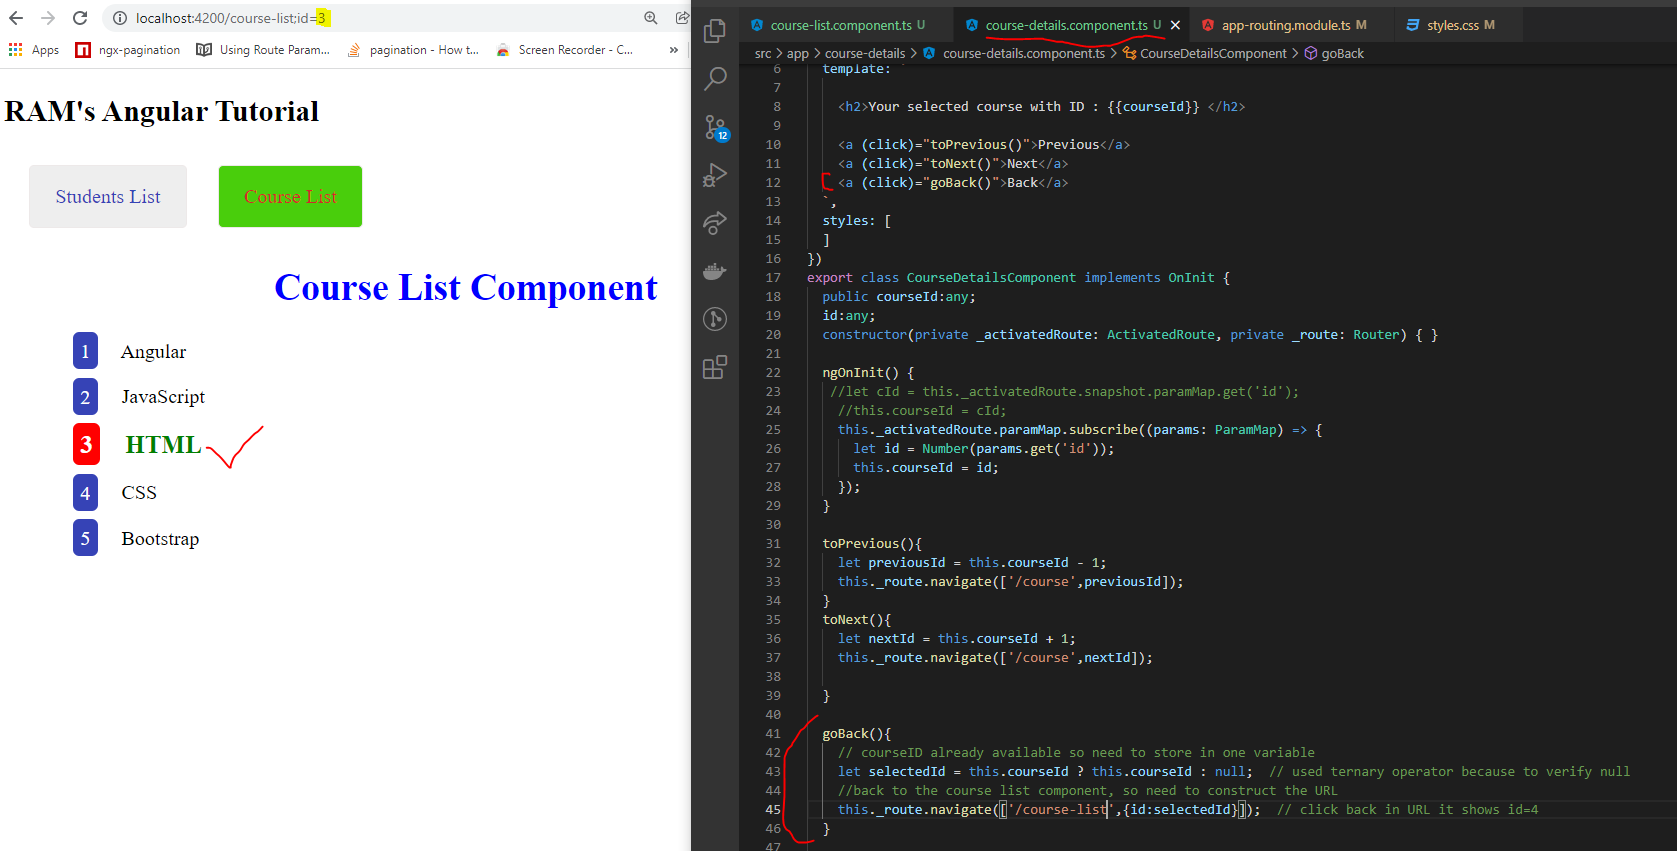 localhost:4200/course-list;id=3
Apps ngx-pagination Using Route Param... pagination - How t... Screen Recorder - C... »
RAM's Angular Tutorial
Students List Course List
Course List Component
1 Angular
2 JavaScript
3 HTML
4 CSS
5 Bootstrap
course-list.component.ts U course-details.component.ts U app-routing.module.ts M styles.css M
src > app > course-details > course-details.component.ts > CourseDetailsComponent > goBack
12
6 template: `
7
8 <h2>Your selected course with ID : {{courseId}} </h2>
9
10 <a (click)="toPrevious()">Previous</a>
11 <a (click)="toNext()">Next</a>
12 <a (click)="goBack()">Back</a>
13 `,
14 styles: [
15 ]
16 })
17 export class CourseDetailsComponent implements OnInit {
18 public courseId:any;
19 id:any;
20 constructor(private _activatedRoute: ActivatedRoute, private _route: Router) { }
21
22 ngOnInit() {
23 //let cId = this._activatedRoute.snapshot.paramMap.get('id');
24 //this.courseId = cId;
25 this._activatedRoute.paramMap.subscribe((params: ParamMap) => {
26 let id = Number(params.get('id'));
27 this.courseId = id;
28 });
29 }
30
31 toPrevious(){
32 let previousId = this.courseId - 1;
33 this._route.navigate(['/course',previousId]);
34 }
35 toNext(){
36 let nextId = this.courseId + 1;
37 this._route.navigate(['/course',nextId]);
38
39 }
40
41 goBack(){
42 // courseID already available so need to store in one variable
43 let selectedId = this.courseId ? this.courseId : null; // used ternary operator because to verify null
44 //back to the course list component, so need to construct the URL
45 this._route.navigate(['/course-list',{id:selectedId}]); // click back in URL it shows id=4
46 }
47